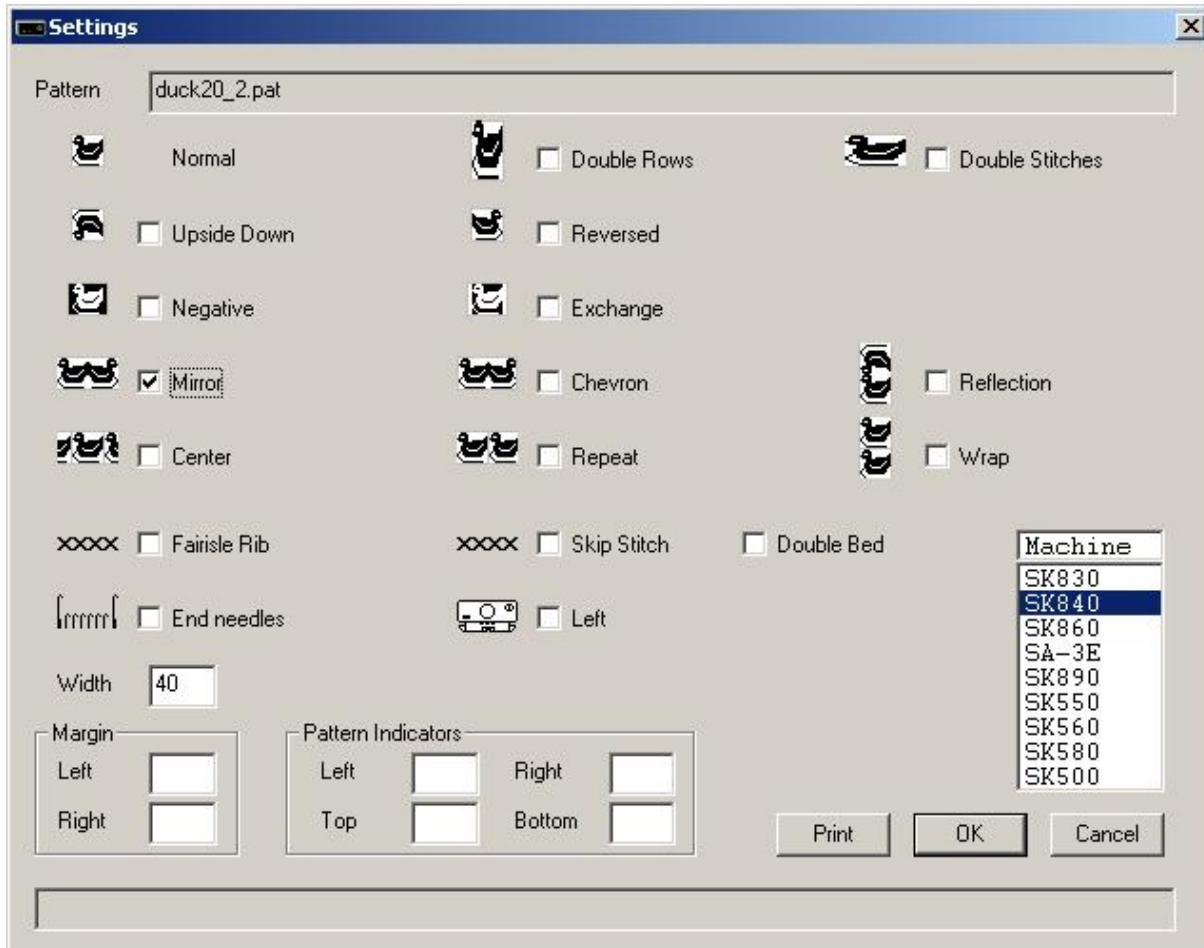 Settings
Pattern duck20_2.pat
Normal Double Rows Double Stitches
Upside Down Reversed
Negative Exchange
Mirror Chevron Reflection
Center Repeat Wrap
xxxx Fairisle Rib xxxx Skip Stitch Double Bed Machine
SK830
SK840
End needles Left SK860
SA-3E
Width 40 SK890
SK550
Margin Pattern Indicators SK560
Left Left Right SK580
SK500
Right Top Bottom Print OK Cancel